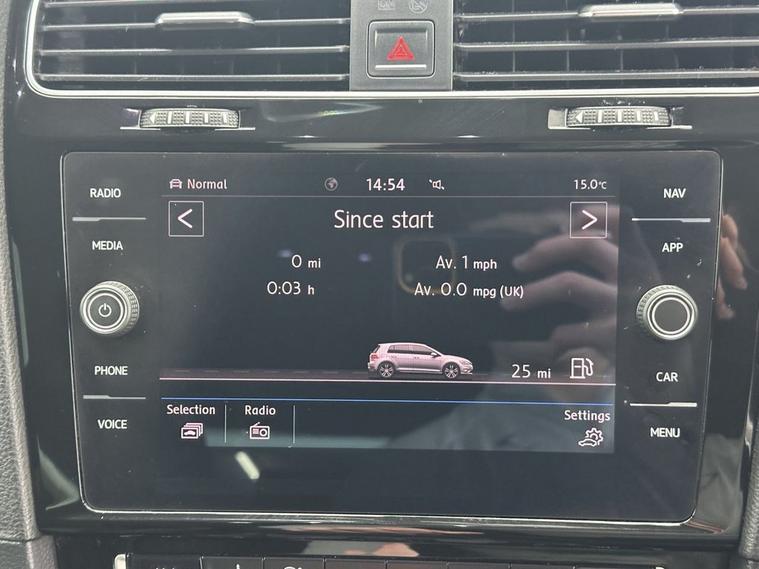 RADIO
MEDIA
PHONE
VOICE
NAV
APP
CAR
MENU
Normal
14:54
15.0°C
<
Since start
>
0 mi
Av. 1 mph
0:03 h
Av. 0.0 mpg (UK)
25 mi
Selection
Radio
Settings